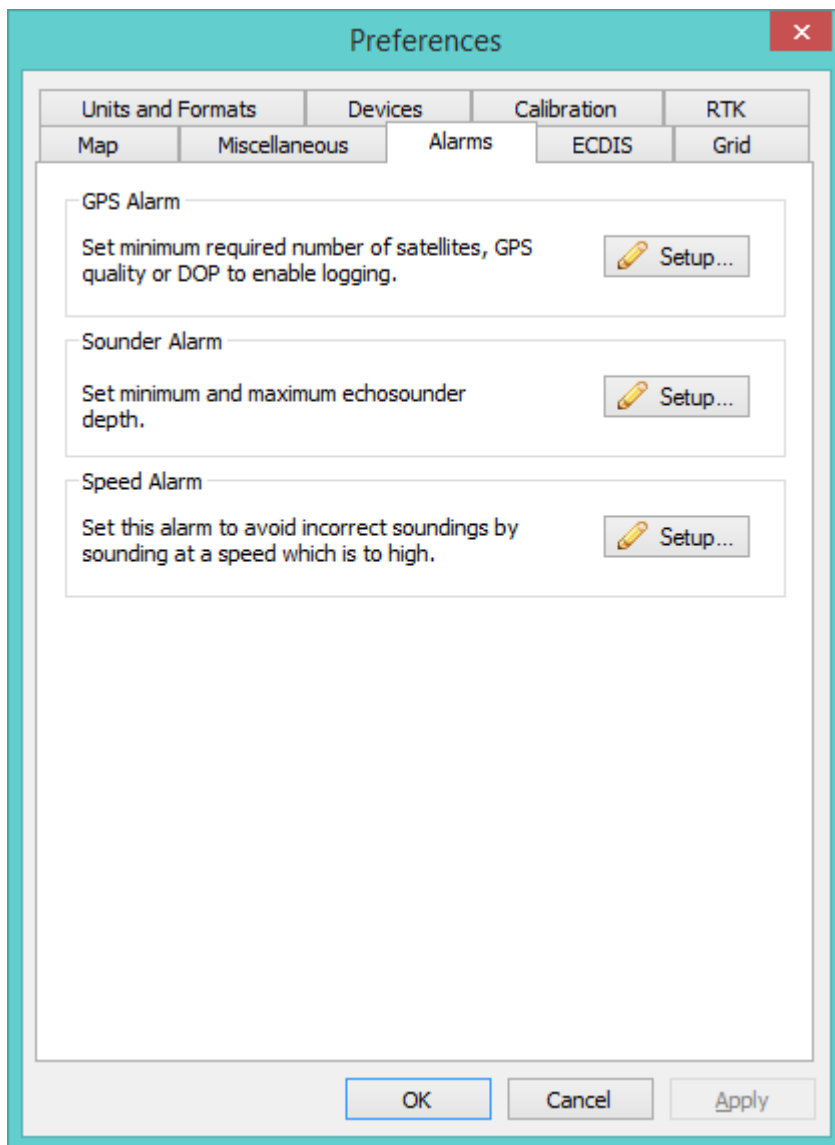 Preferences
Units and Formats Devices Calibration RTK
Map Miscellaneous Alarms ECDIS Grid
GPS Alarm
Set minimum required number of satellites, GPS
quality or DOP to enable logging.
Setup...
Sounder Alarm
Set minimum and maximum echosounder
depth.
Setup...
Speed Alarm
Set this alarm to avoid incorrect soundings by
sounding at a speed which is to high.
Setup...
OK Cancel Apply